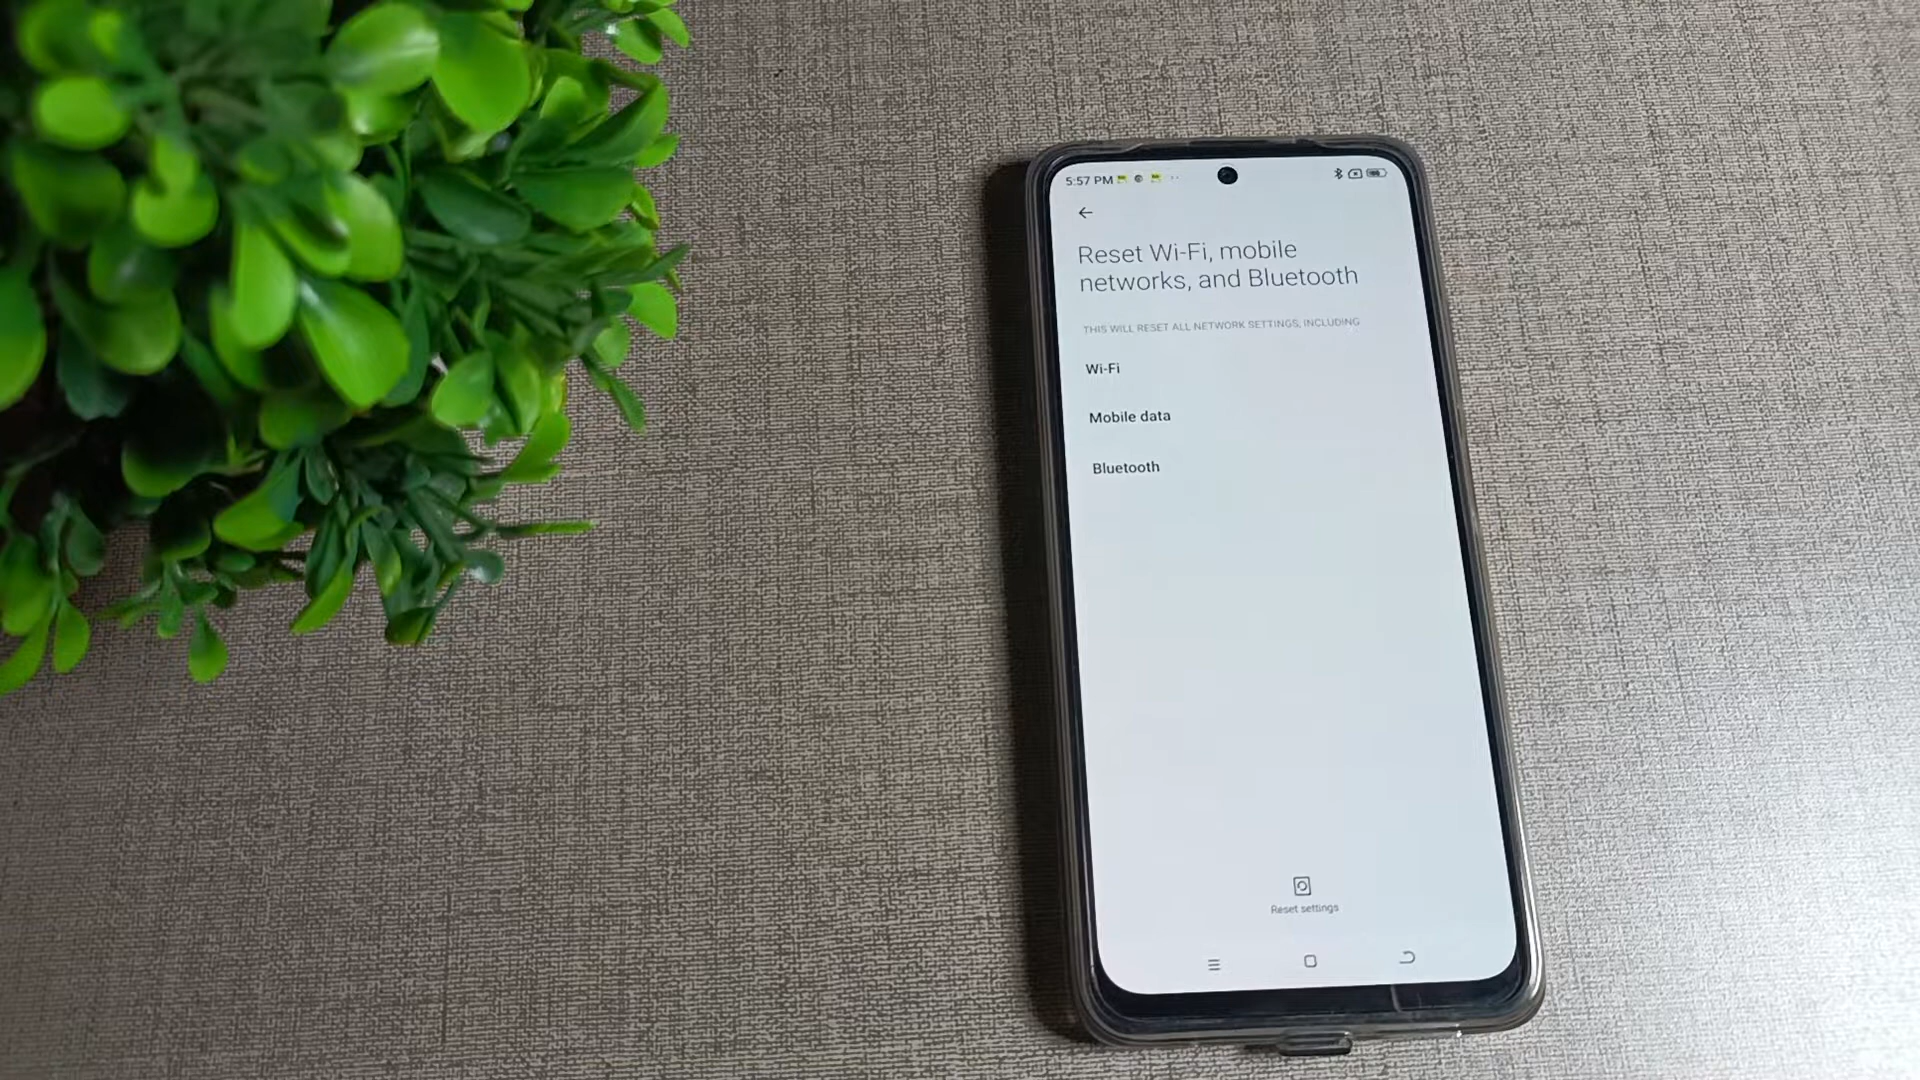 5:57 PM
Reset Wi-Fi, mobile
networks, and Bluetooth
THIS WILL RESET ALL NETWORK SETTINGS, INCLUDING
Wi-Fi
Mobile data
Bluetooth
Reset settings